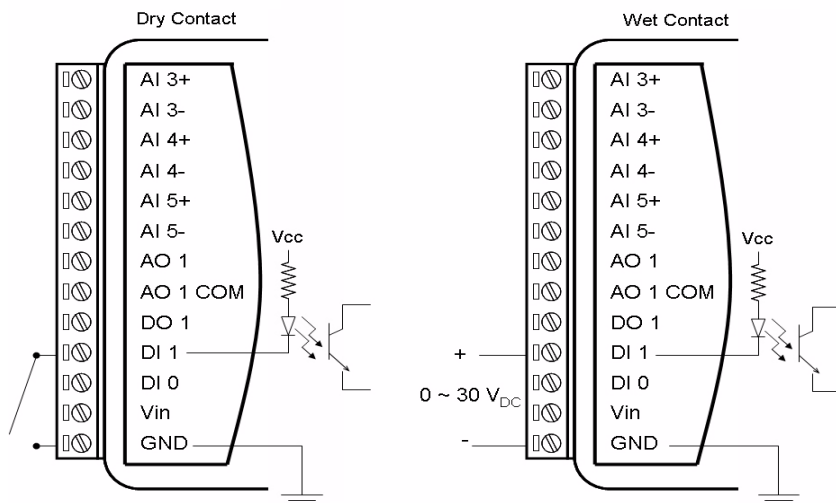 Dry Contact
AI 3+
AI 3-
AI 4+
AI 4-
AI 5+
AI 5-
Vcc
AO 1
AO 1 COM
DO 1
DI 1
DI 0
Vin
GND
Wet Contact
AI 3+
AI 3-
AI 4+
AI 4-
AI 5+
AI 5-
Vcc
AO 1
AO 1 COM
DO 1
+
DI 1
DI 0
0 ~ 30 VDC
Vin
-
GND